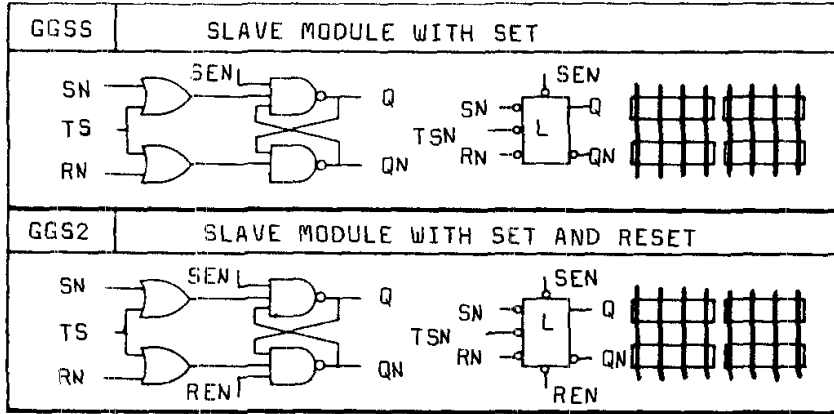 GGSS SLAVE MODULE WITH SET
SEN
SN
Q
TS
RN
QN
SEN
SN
Q
TSN
L
RN
QN
GGS2 SLAVE MODULE WITH SET AND RESET
SEN
SN
Q
TS
RN
QN
REN
SEN
SN
Q
TSN
L
RN
QN
REN